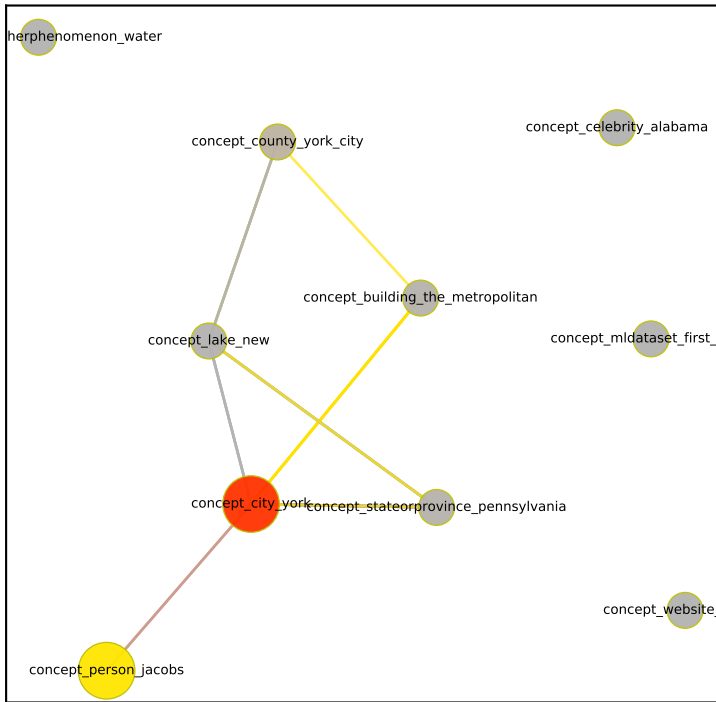 herphenomenon_water
concept_celebrity_alabama
concept_county_york_city
concept_building_the_metropolitan
concept_lake_new
concept_mldataset_first_
concept_city_york
concept_stateorprovince_pennsylvania
concept_website_
concept_person_jacobs